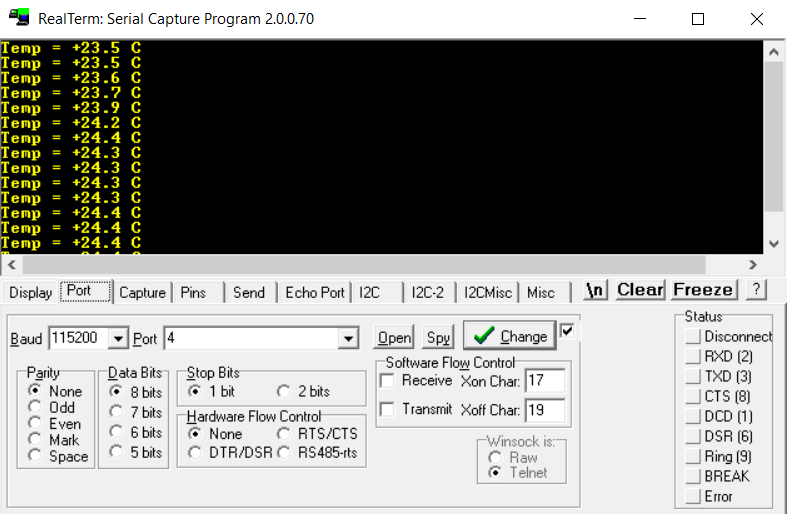 RealTerm: Serial Capture Program 2.0.0.70
Temp = +23.5 C
Temp = +23.5 C
Temp = +23.6 C
Temp = +23.7 C
Temp = +23.9 C
Temp = +24.2 C
Temp = +24.4 C
Temp = +24.3 C
Temp = +24.3 C
Temp = +24.3 C
Temp = +24.3 C
Temp = +24.4 C
Temp = +24.4 C
Temp = +24.4 C
Display Port Capture Pins Send Echo Port I2C I2C-2 I2CMisc Misc \n Clear Freeze ?
Baud 115200 Port 4 Open Spy Change
Parity
None
Odd
Even
Mark
Space
Data Bits
8 bits
7 bits
6 bits
5 bits
Stop Bits
1 bit 2 bits
Hardware Flow Control
None RTS/CTS
DTR/DSR RS485-rts
Software Flow Control
Receive Xon Char: 17
Transmit Xoff Char: 19
Winsock is:
Raw
Telnet
Status
Disconnect
RXD (2)
TXD (3)
CTS (8)
DCD (1)
DSR (6)
Ring (9)
BREAK
Error